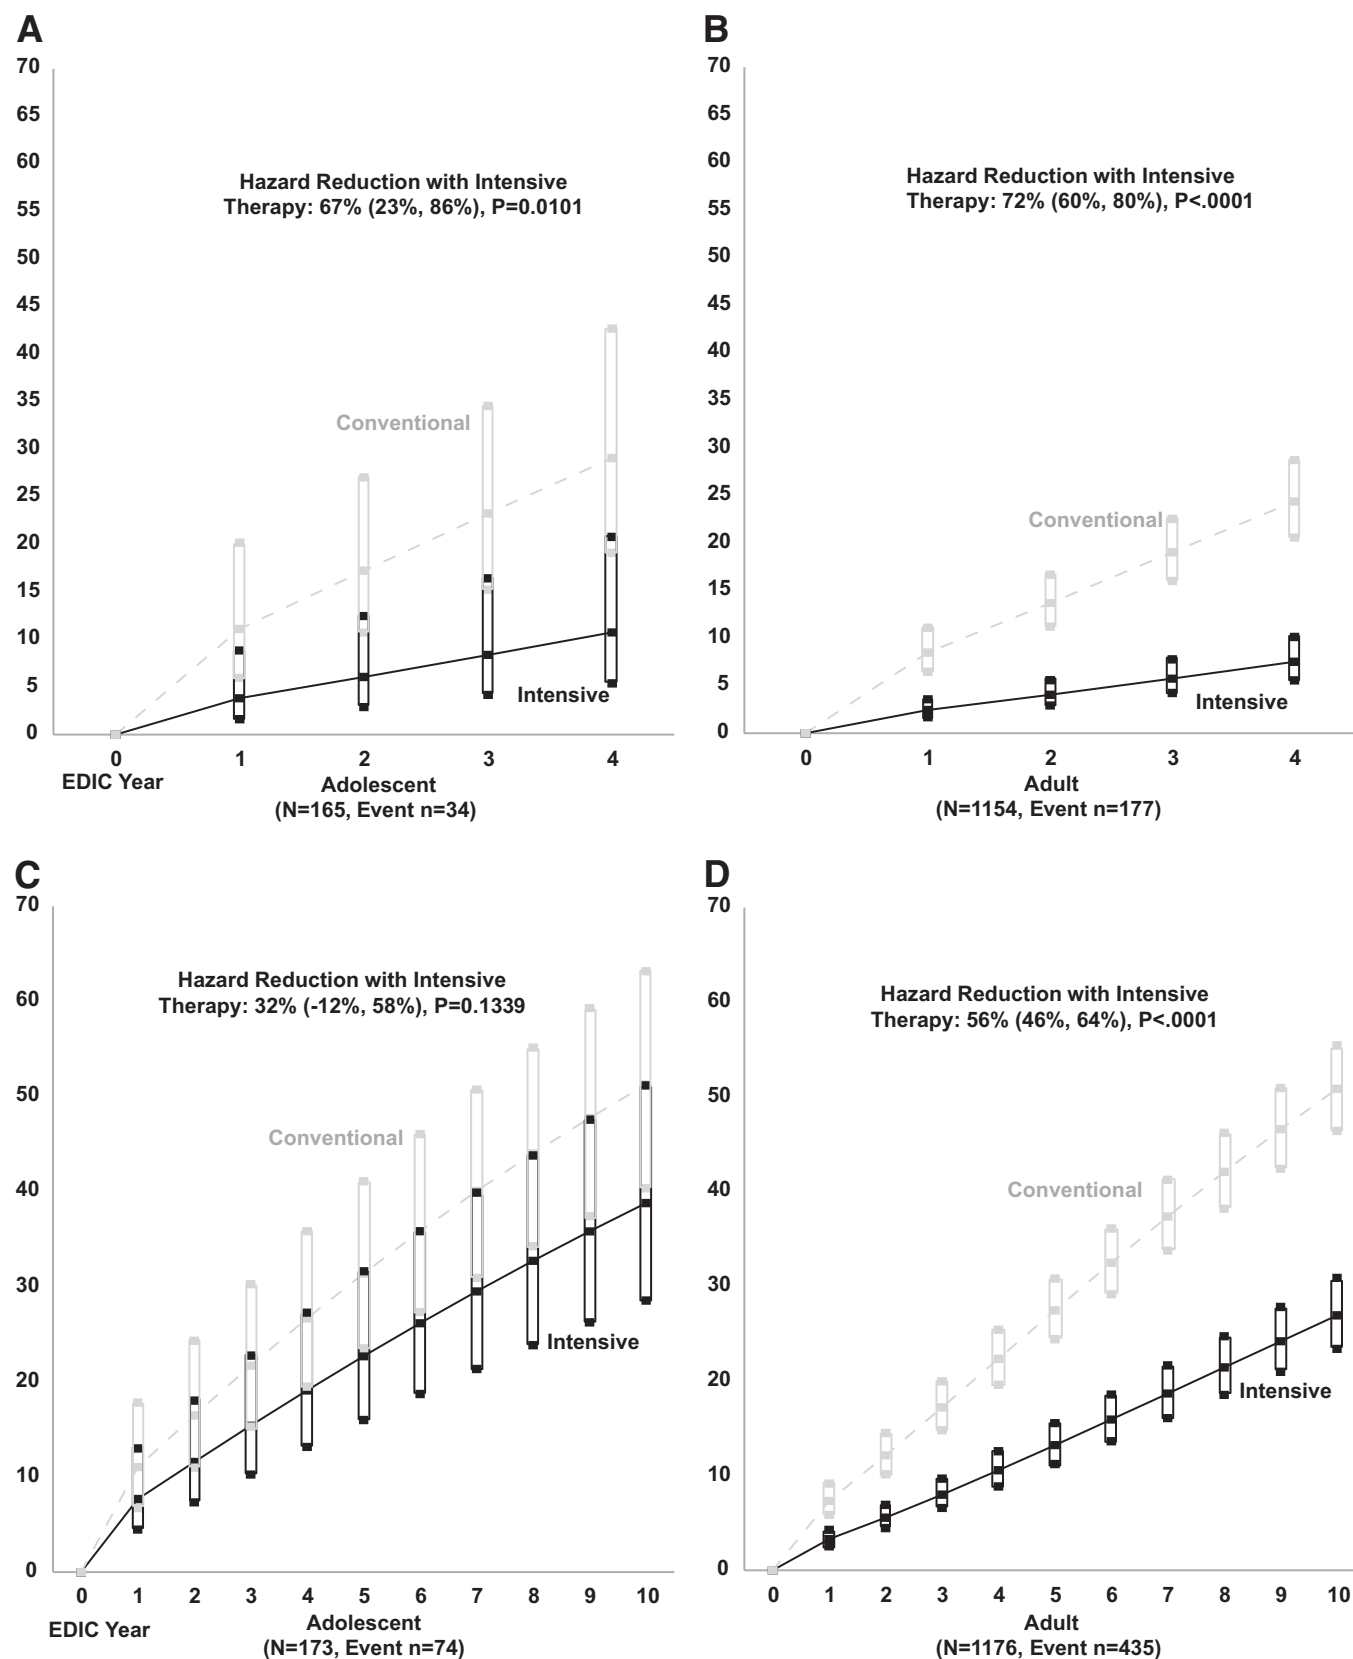 A
70
65
60
55
50
45
40
35
30
25
20
15
10
5
0
Hazard Reduction with Intensive
Therapy: 67% (23%, 86%), P=0.0101
Conventional
Intensive
0 1 2 3 4
EDIC Year
Adolescent
(N=165, Event n=34)
B
70
65
60
55
50
45
40
35
30
25
20
15
10
5
0
Hazard Reduction with Intensive
Therapy: 72% (60%, 80%), P<.0001
Conventional
Intensive
0 1 2 3 4
Adult
(N=1154, Event n=177)
C
70
60
50
40
30
20
10
0
Hazard Reduction with Intensive
Therapy: 32% (-12%, 58%), P=0.1339
Conventional
Intensive
0 1 2 3 4 5 6 7 8 9 10
EDIC Year
Adolescent
(N=173, Event n=74)
D
70
60
50
40
30
20
10
0
Hazard Reduction with Intensive
Therapy: 56% (46%, 64%), P<.0001
Conventional
Intensive
0 1 2 3 4 5 6 7 8 9 10
Adult
(N=1176, Event n=435)